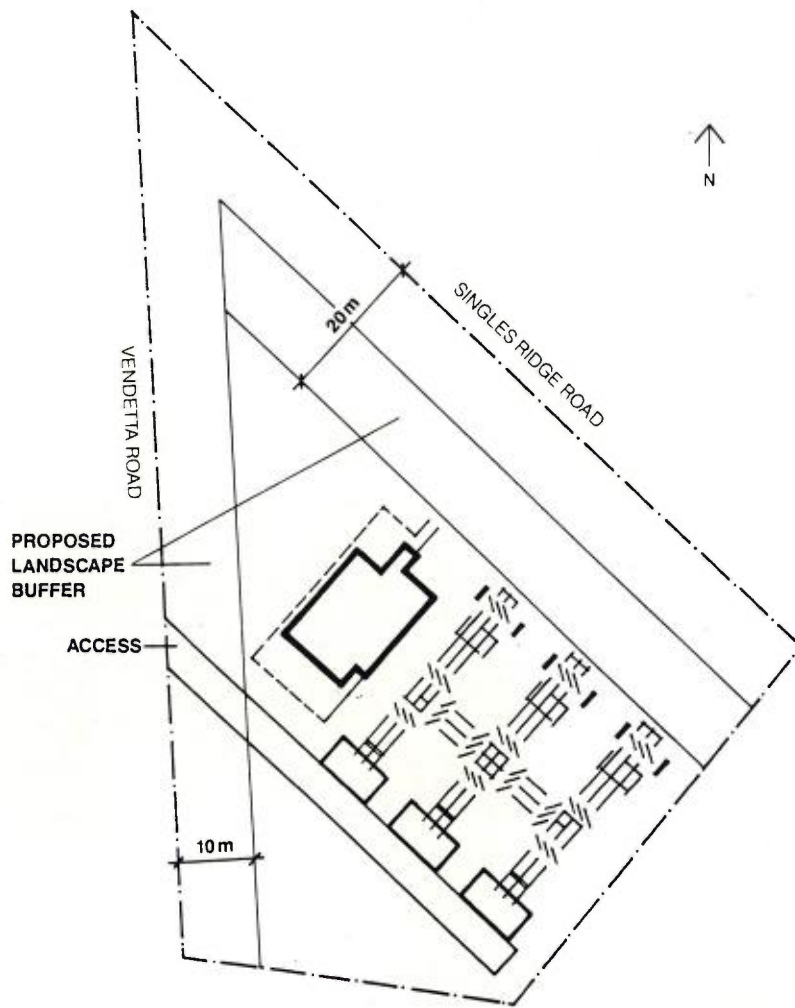 N
20 m
SINGLES RIDGE ROAD
VENDETTA ROAD
PROPOSED
LANDSCAPE
BUFFER
ACCESS
10 m